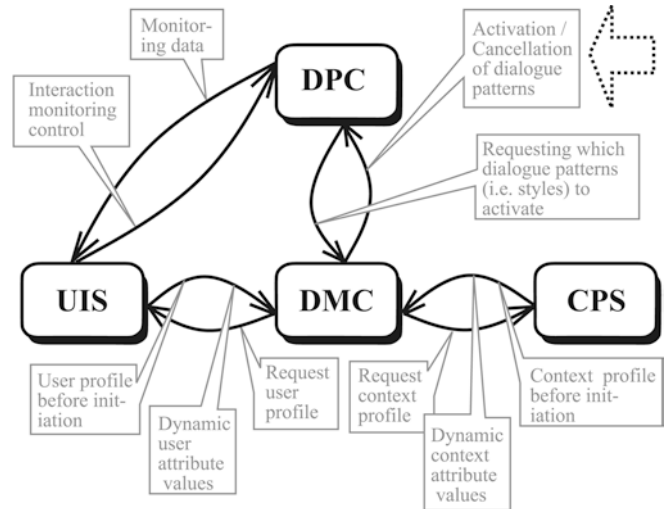 Monitor-
ing data
Interaction
monitoring
control
DPC
Activation /
Cancellation
of dialogue
patterns
Requesting which
dialogue patterns
(i.e. styles) to
activate
UIS
DMC
CPS
User profile
before init-
iation
Dynamic
user
attribute
values
Request
user
profile
Request
context
profile
Dynamic
context
attribute
values
Context profile
before init-
iation